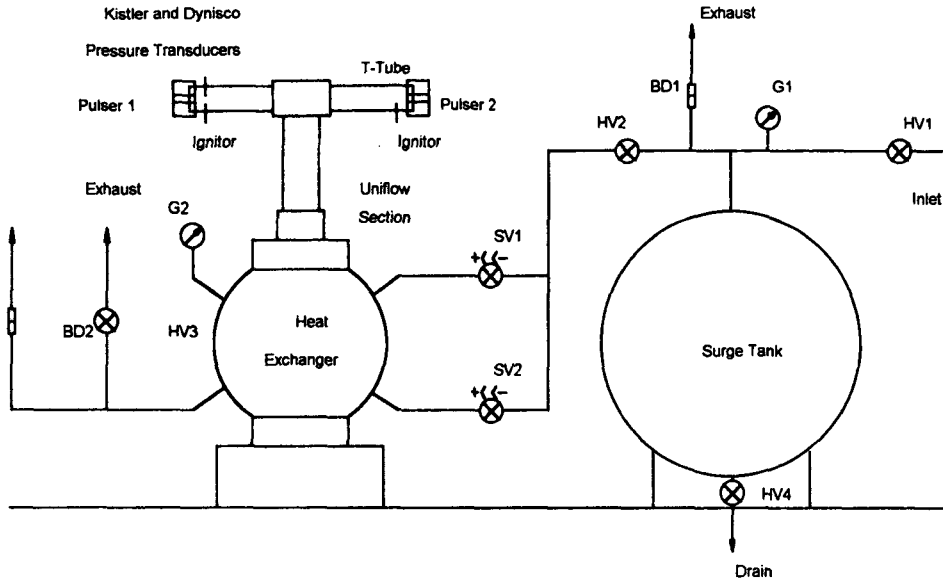 Kistler and Dynisco
Pressure Transducers
T-Tube
Pulser 1
Pulser 2
Ignitor
Ignitor
Exhaust
BD1
G1
HV2
HV1
Inlet
Exhaust
G2
Uniflow
Section
SV1
+ -
BD2
HV3
Heat
Exchanger
SV2
+ -
Surge Tank
HV4
Drain